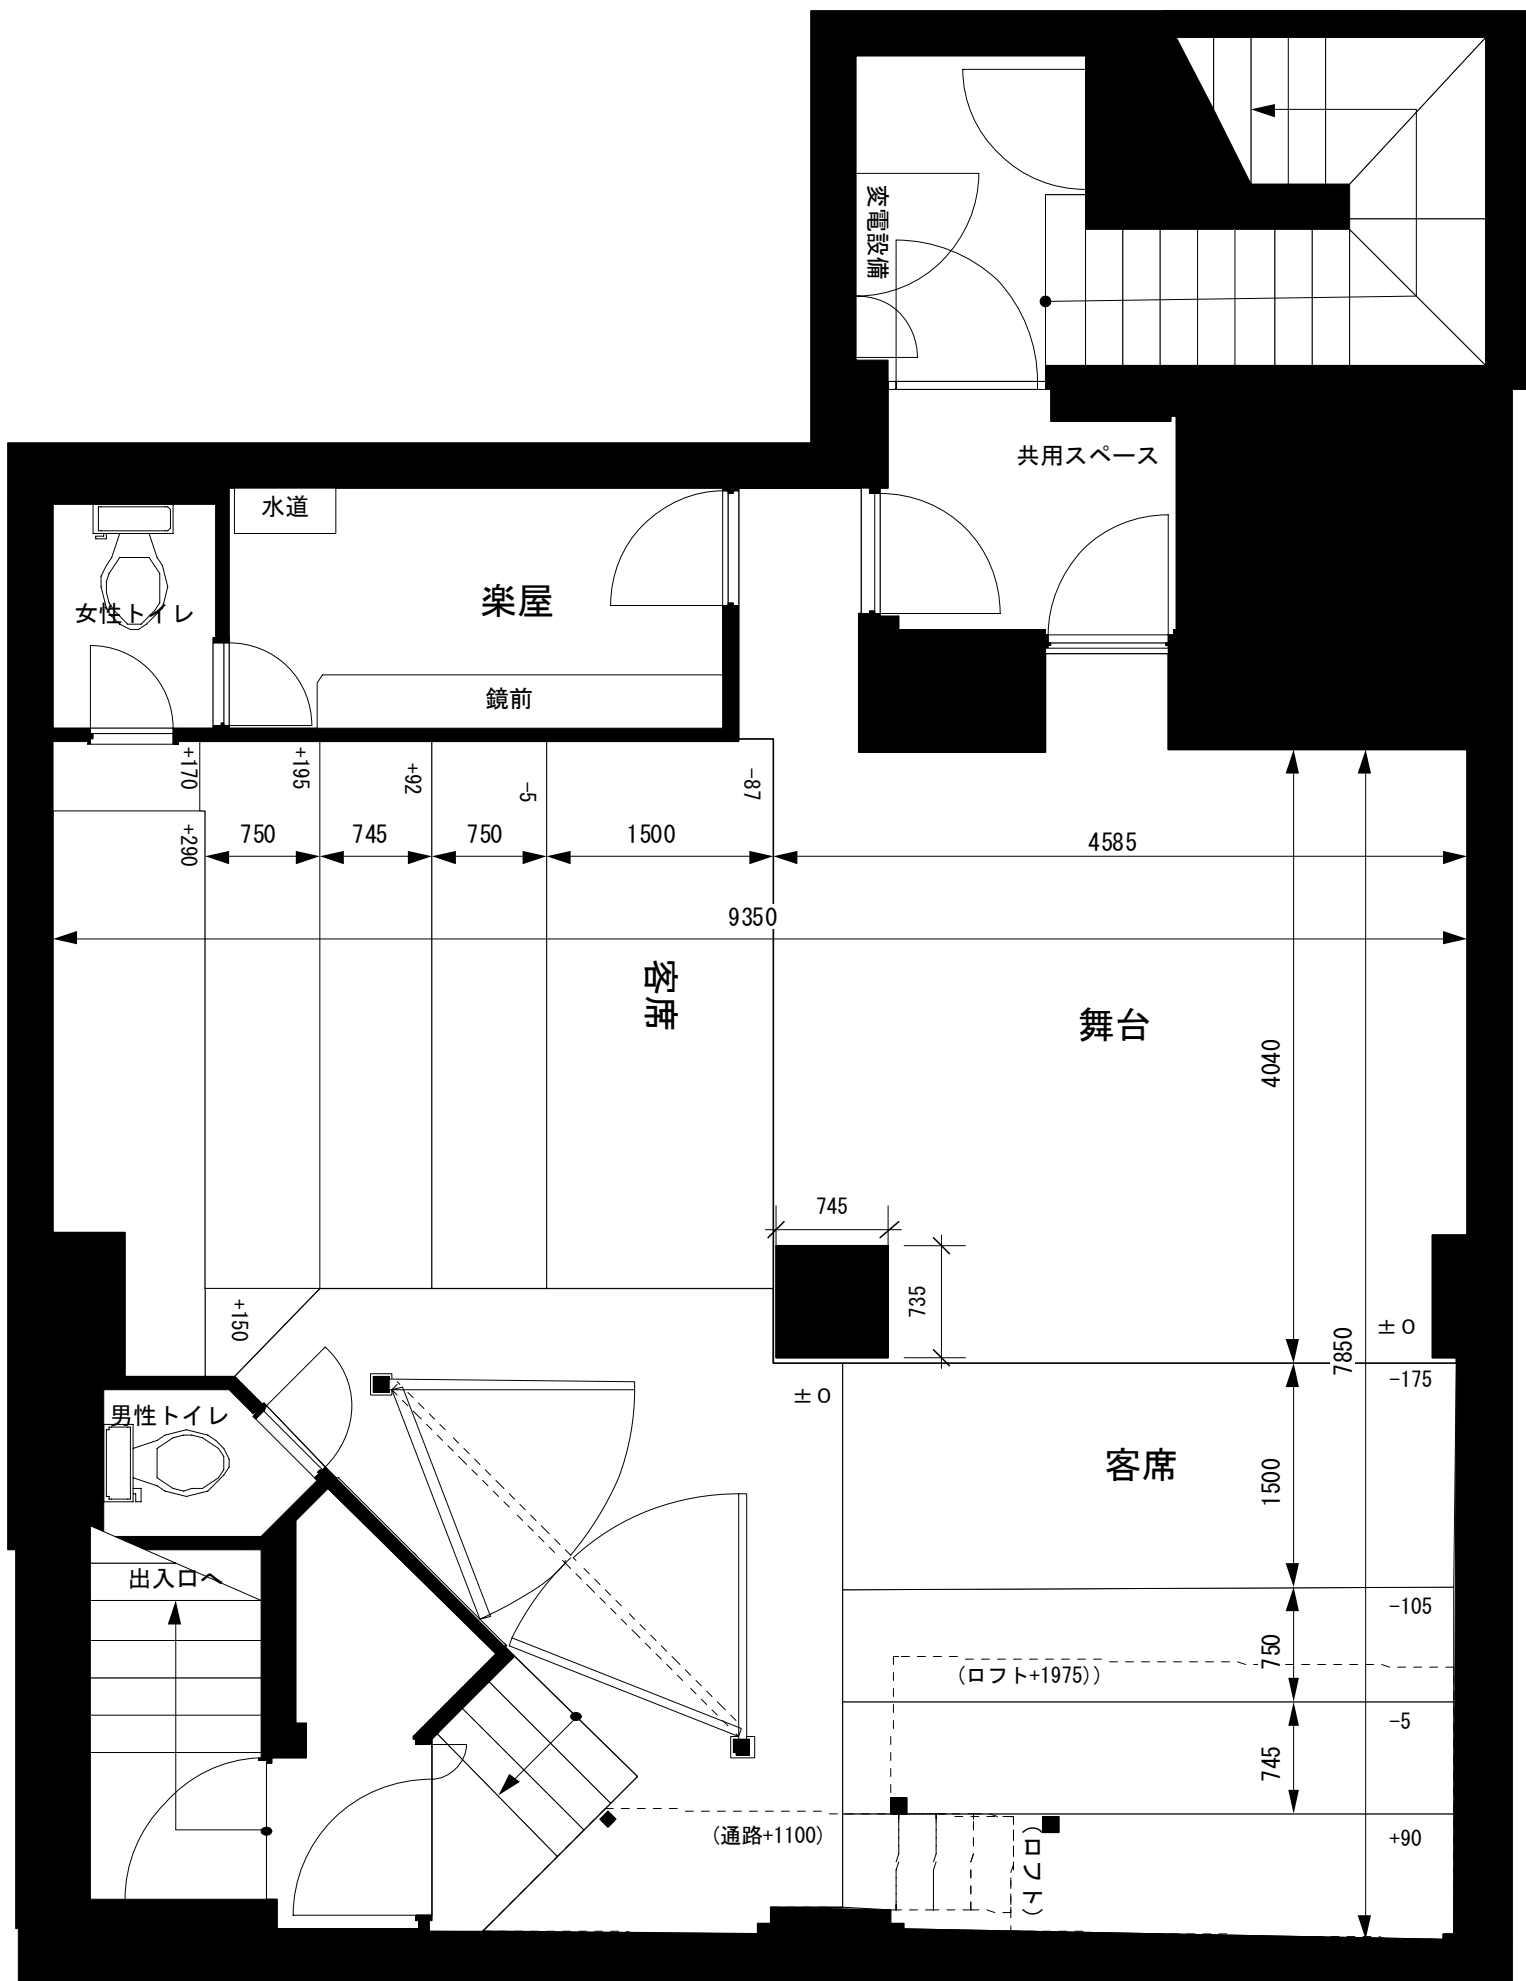 変電設備
共用スペース
水道
楽屋
女性トイレ
鏡前
+170
+195
+92
-5
-87
+290
750
745
750
1500
4585
9350
客席
舞台
4040
745
735
+150
7850
±0
-175
±0
男性トイレ
客席
1500
出入口へ
-105
750
(ロフト+1975))
-5
745
(通路+1100)
(ロフト)
+90